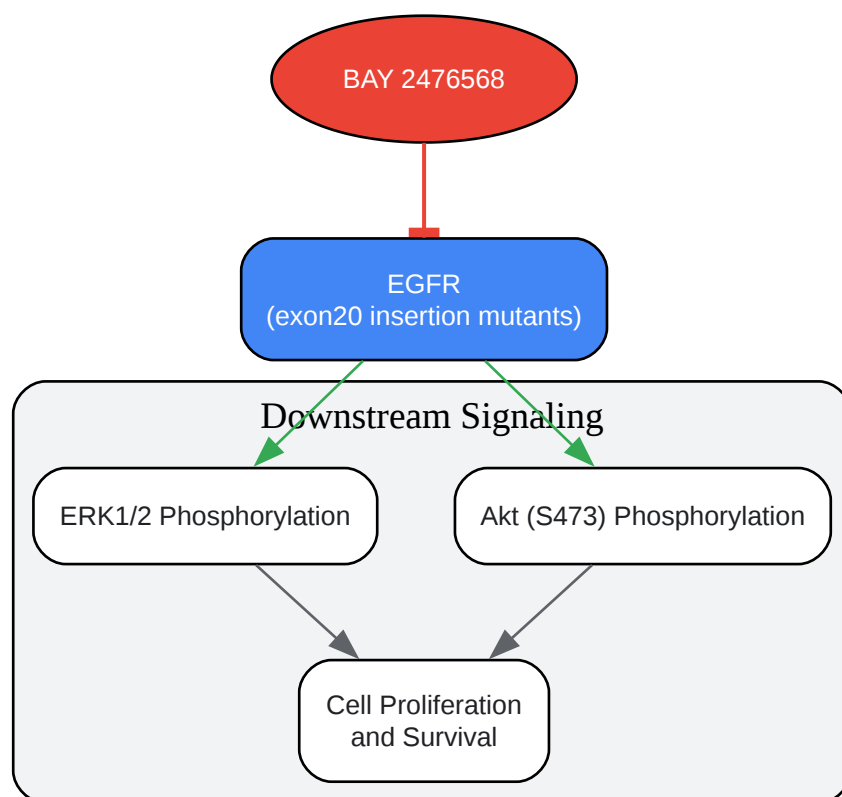 BAY 2476568
EGFR
(exon20 insertion mutants)
Downstream Signaling
ERK1/2 Phosphorylation
Akt (S473) Phosphorylation
Cell Proliferation
and Survival